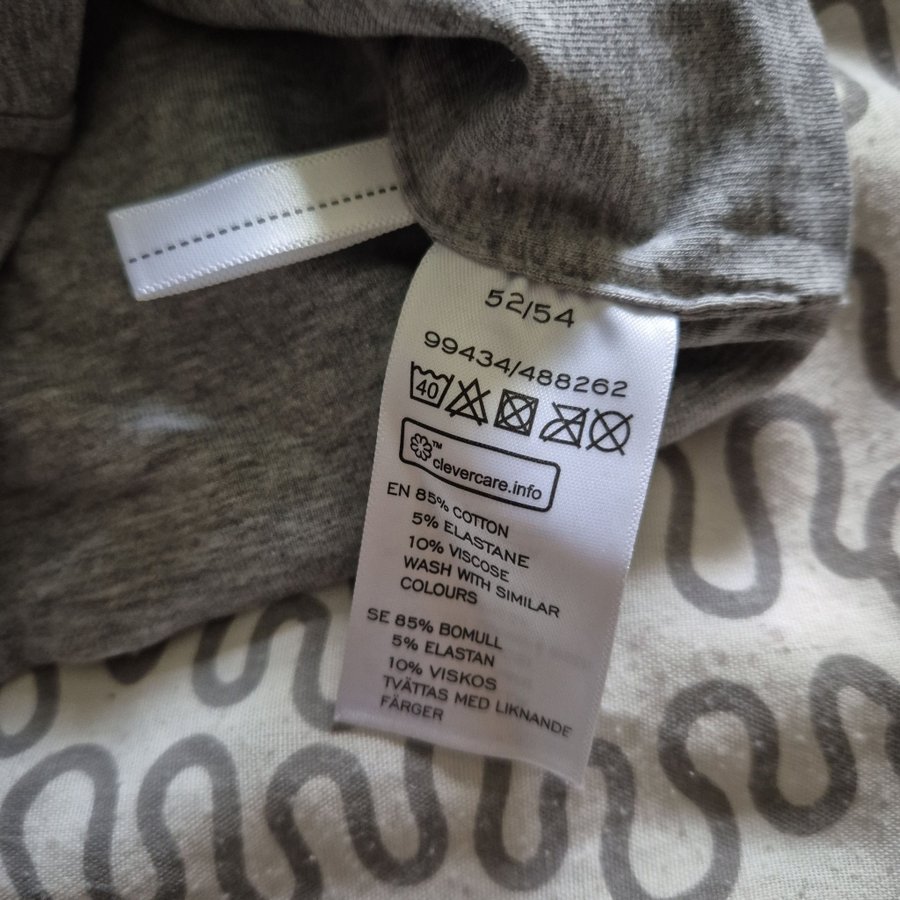 52/54
99434/488262
40
™
clevercare.info
EN 85% COTTON
5% ELASTANE
10% VISCOSE
WASH WITH SIMILAR
COLOURS
SE 85% BOMULL
5% ELASTAN
10% VISKOS
TVÄTTAS MED LIKNANDE
FÄRGER